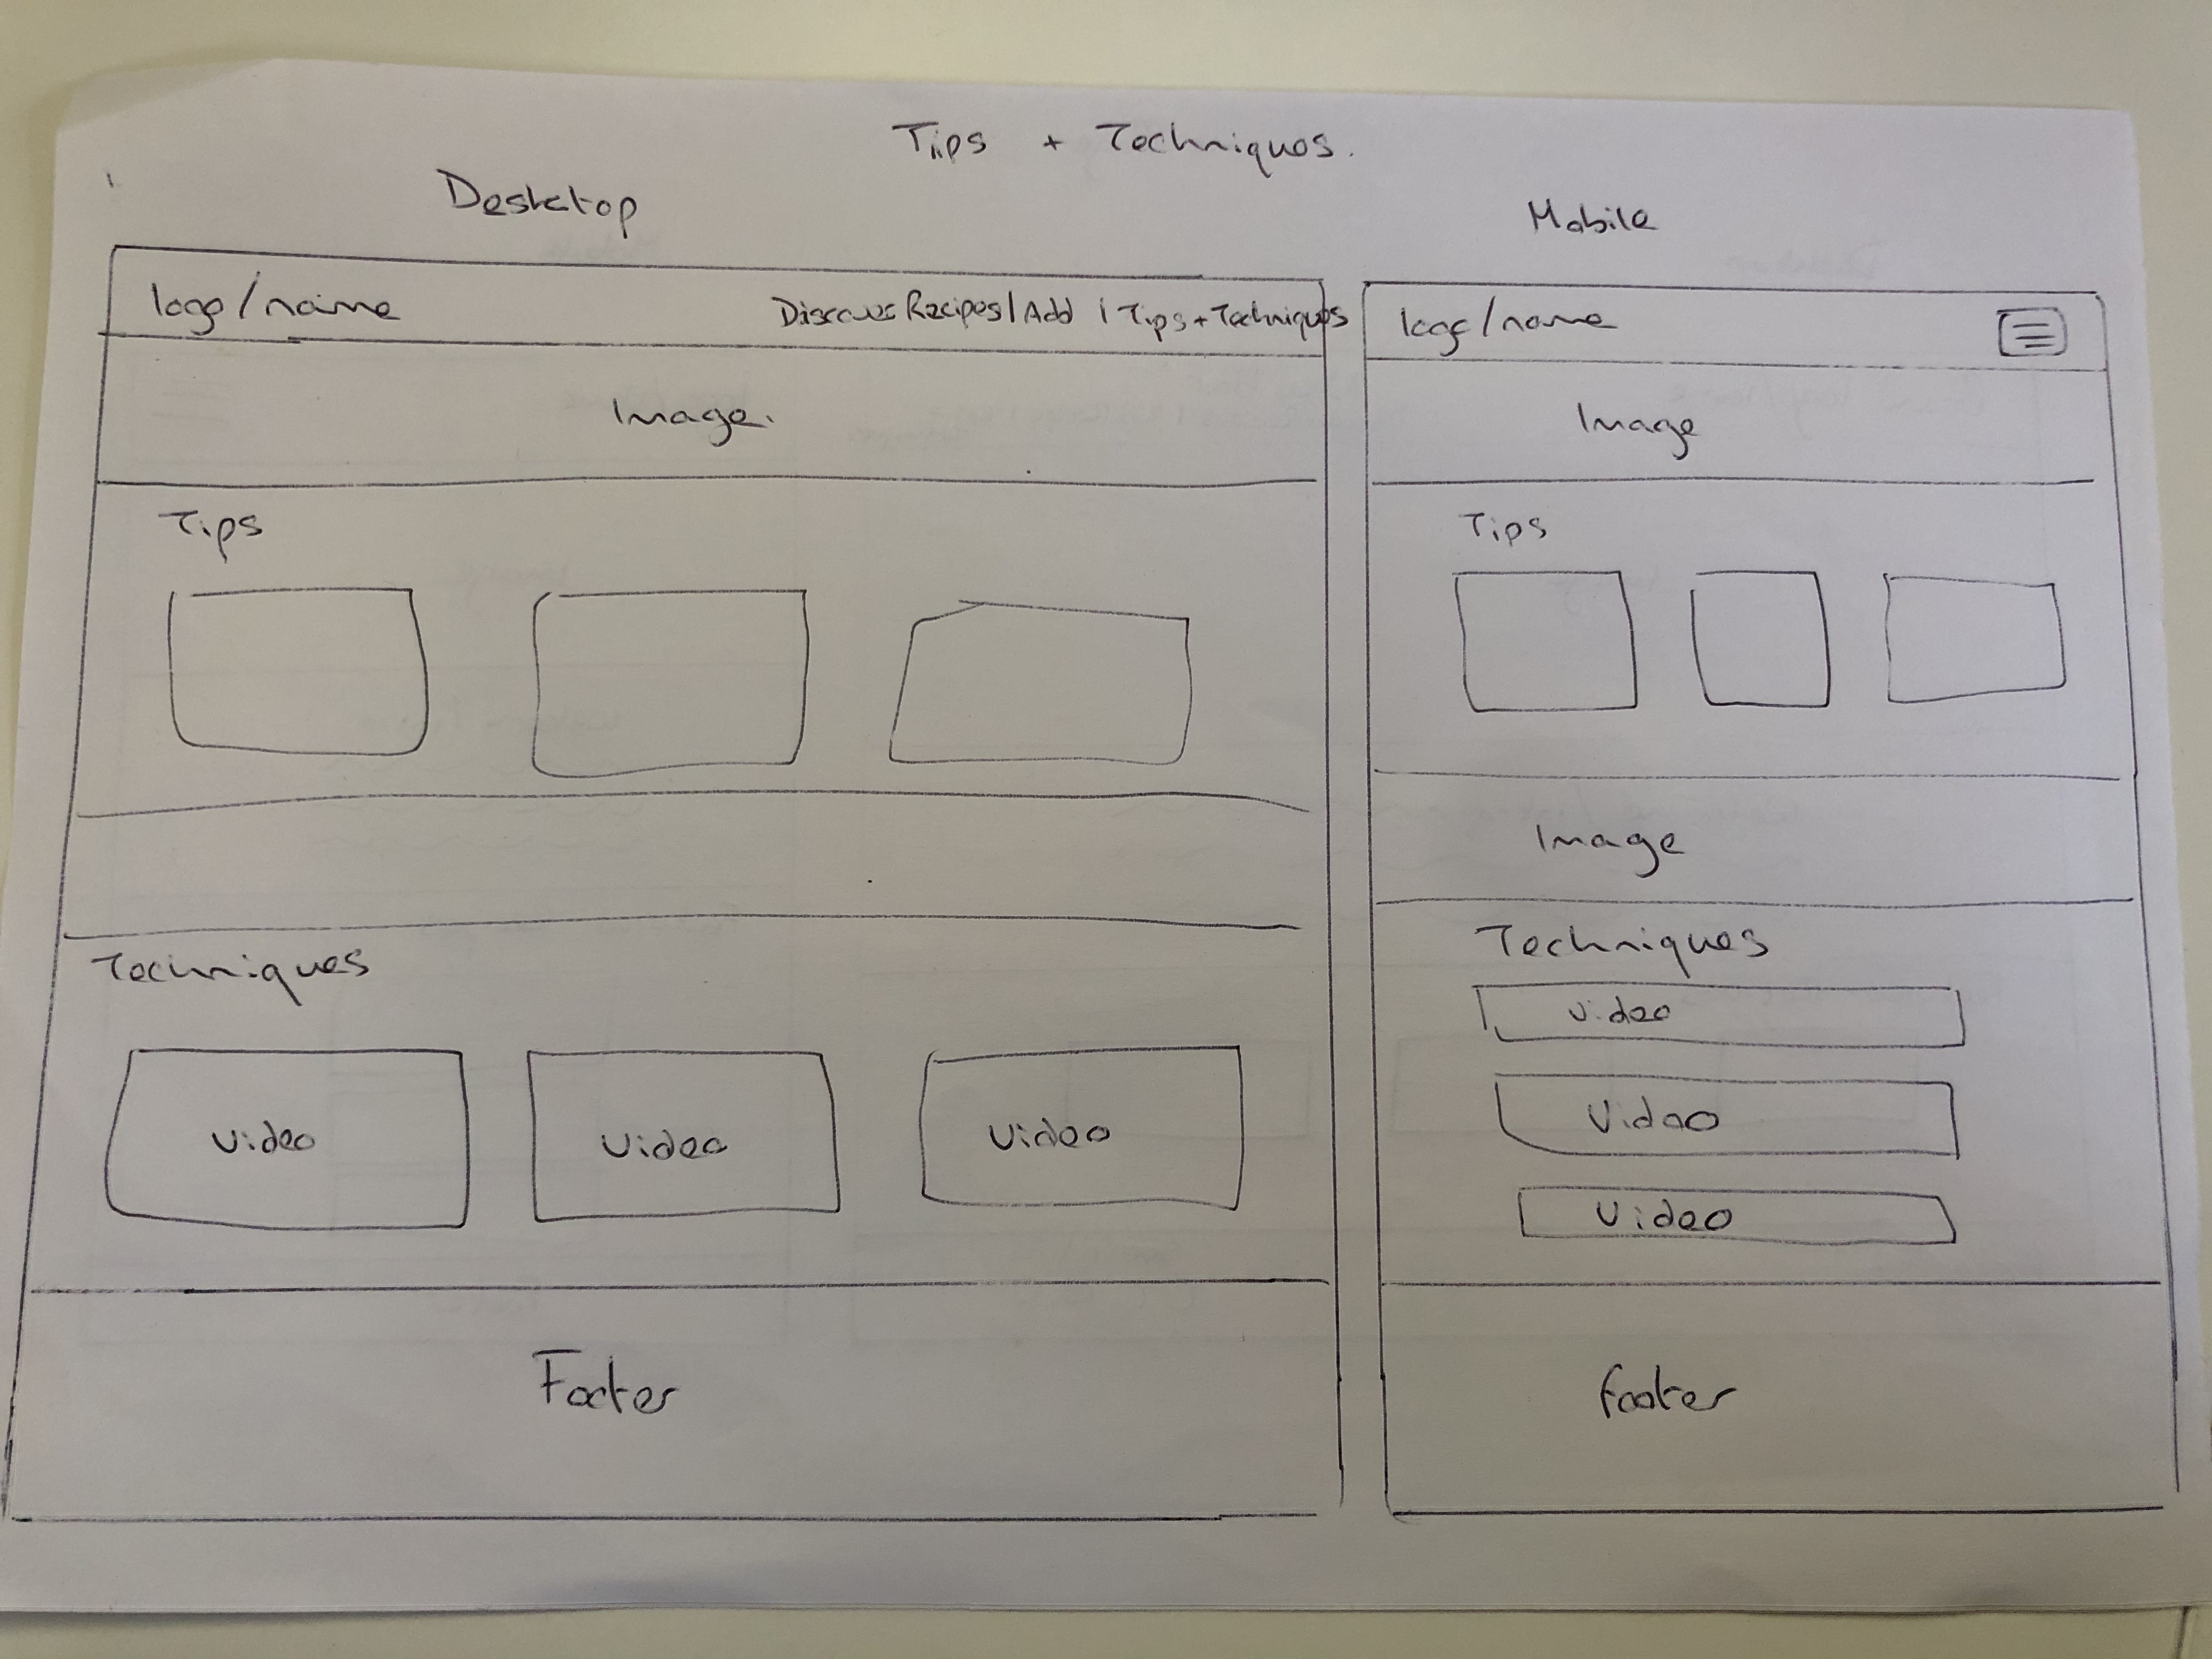 Tips + Techniques.
Desktop
logo/name
Discover Recipes | Add | Tips + Techniques
Image.
Tips
Techniques
Video
Video
Video
Footer
Mobile
logo/name
Image
Tips
Image
Techniques
Video
Video
Video
footer